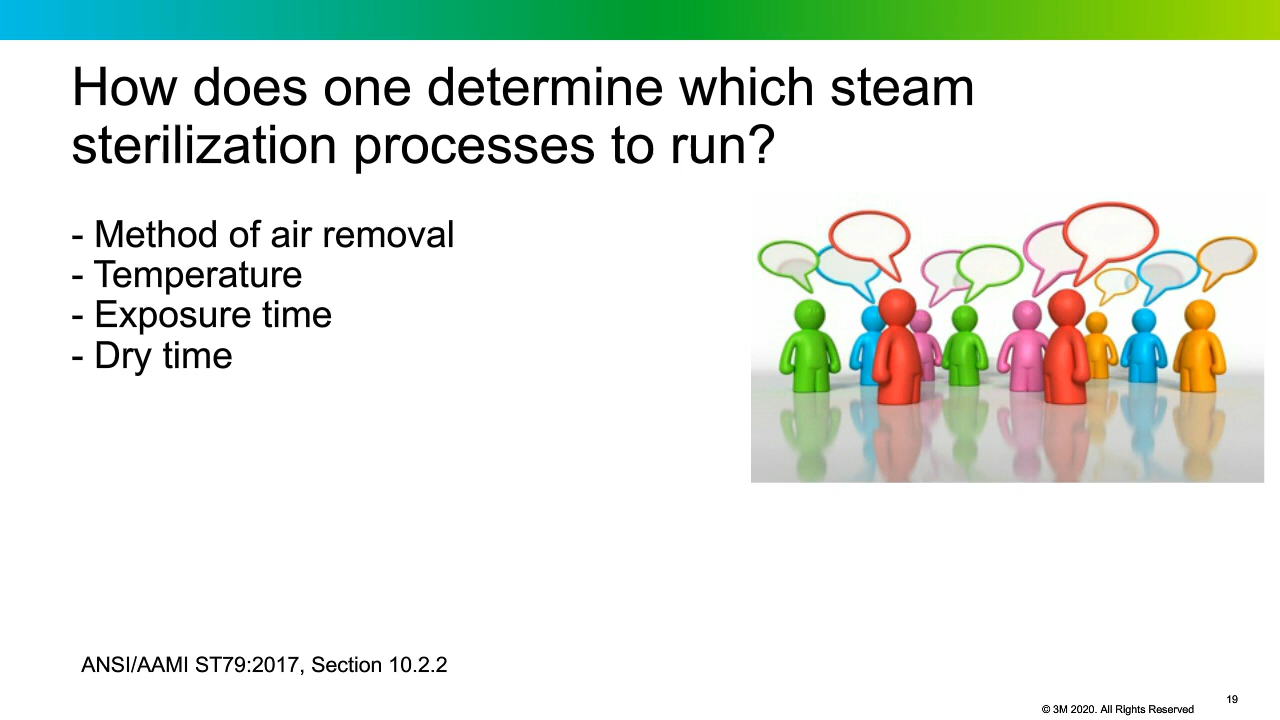 How does one determine which steam
sterilization processes to run?
- Method of air removal
- Temperature
- Exposure time
- Dry time
ANSI/AAMI ST79:2017, Section 10.2.2
19
© 3M 2020. All Rights Reserved